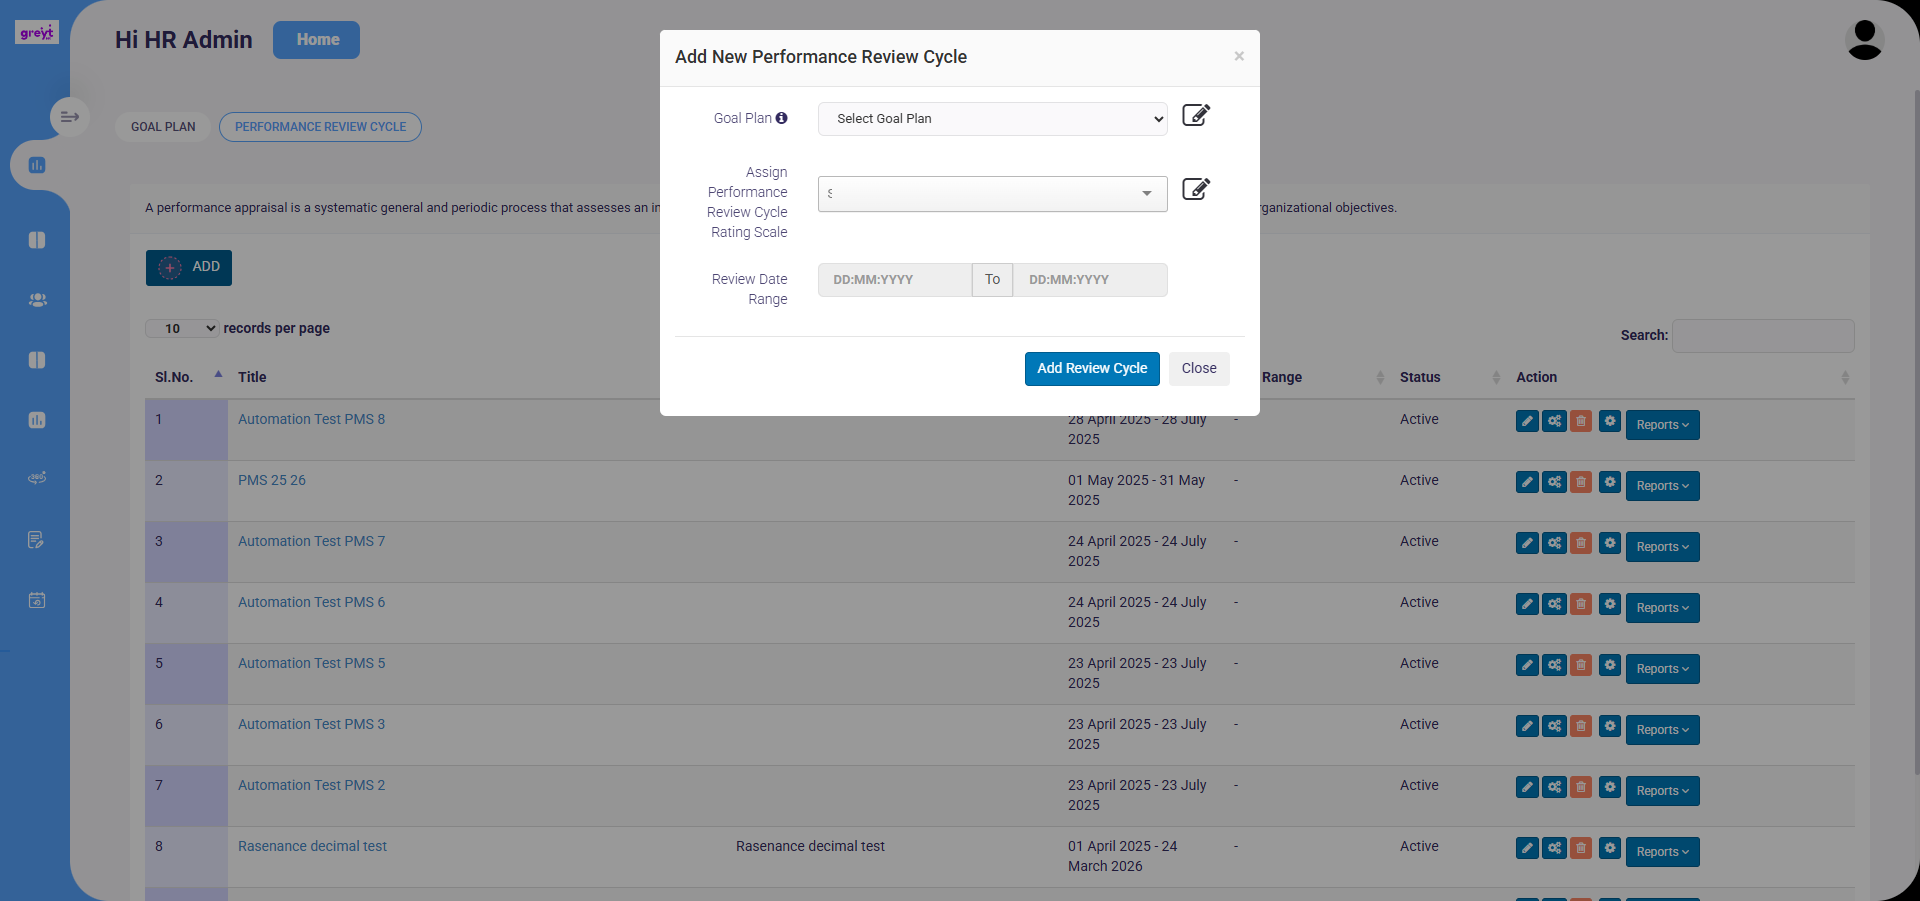 greyt
Hi HR Admin
Home
GOAL PLAN
PERFORMANCE REVIEW CYCLE
Add New Performance Review Cycle
×
Goal Plan
Select Goal Plan
Assign
Performance
Review Cycle
Rating Scale
S
Review Date
Range
DD:MM:YYYY
To
DD:MM:YYYY
Add Review Cycle
Close
A performance appraisal is a systematic general and periodic process that assesses an in
rganizational objectives.
ADD
10 records per page
Search:
Sl.No. Title Range Status Action
1 Automation Test PMS 8 28 April 2025 - 28 July - Active Reports
2025
2 PMS 25 26 01 May 2025 - 31 May - Active Reports
2025
3 Automation Test PMS 7 24 April 2025 - 24 July - Active Reports
2025
4 Automation Test PMS 6 24 April 2025 - 24 July - Active Reports
2025
5 Automation Test PMS 5 23 April 2025 - 23 July - Active Reports
2025
6 Automation Test PMS 3 23 April 2025 - 23 July - Active Reports
2025
7 Automation Test PMS 2 23 April 2025 - 23 July - Active Reports
2025
8 Rasenance decimal test Rasenance decimal test 01 April 2025 - 24 - Active Reports
March 2026
360°